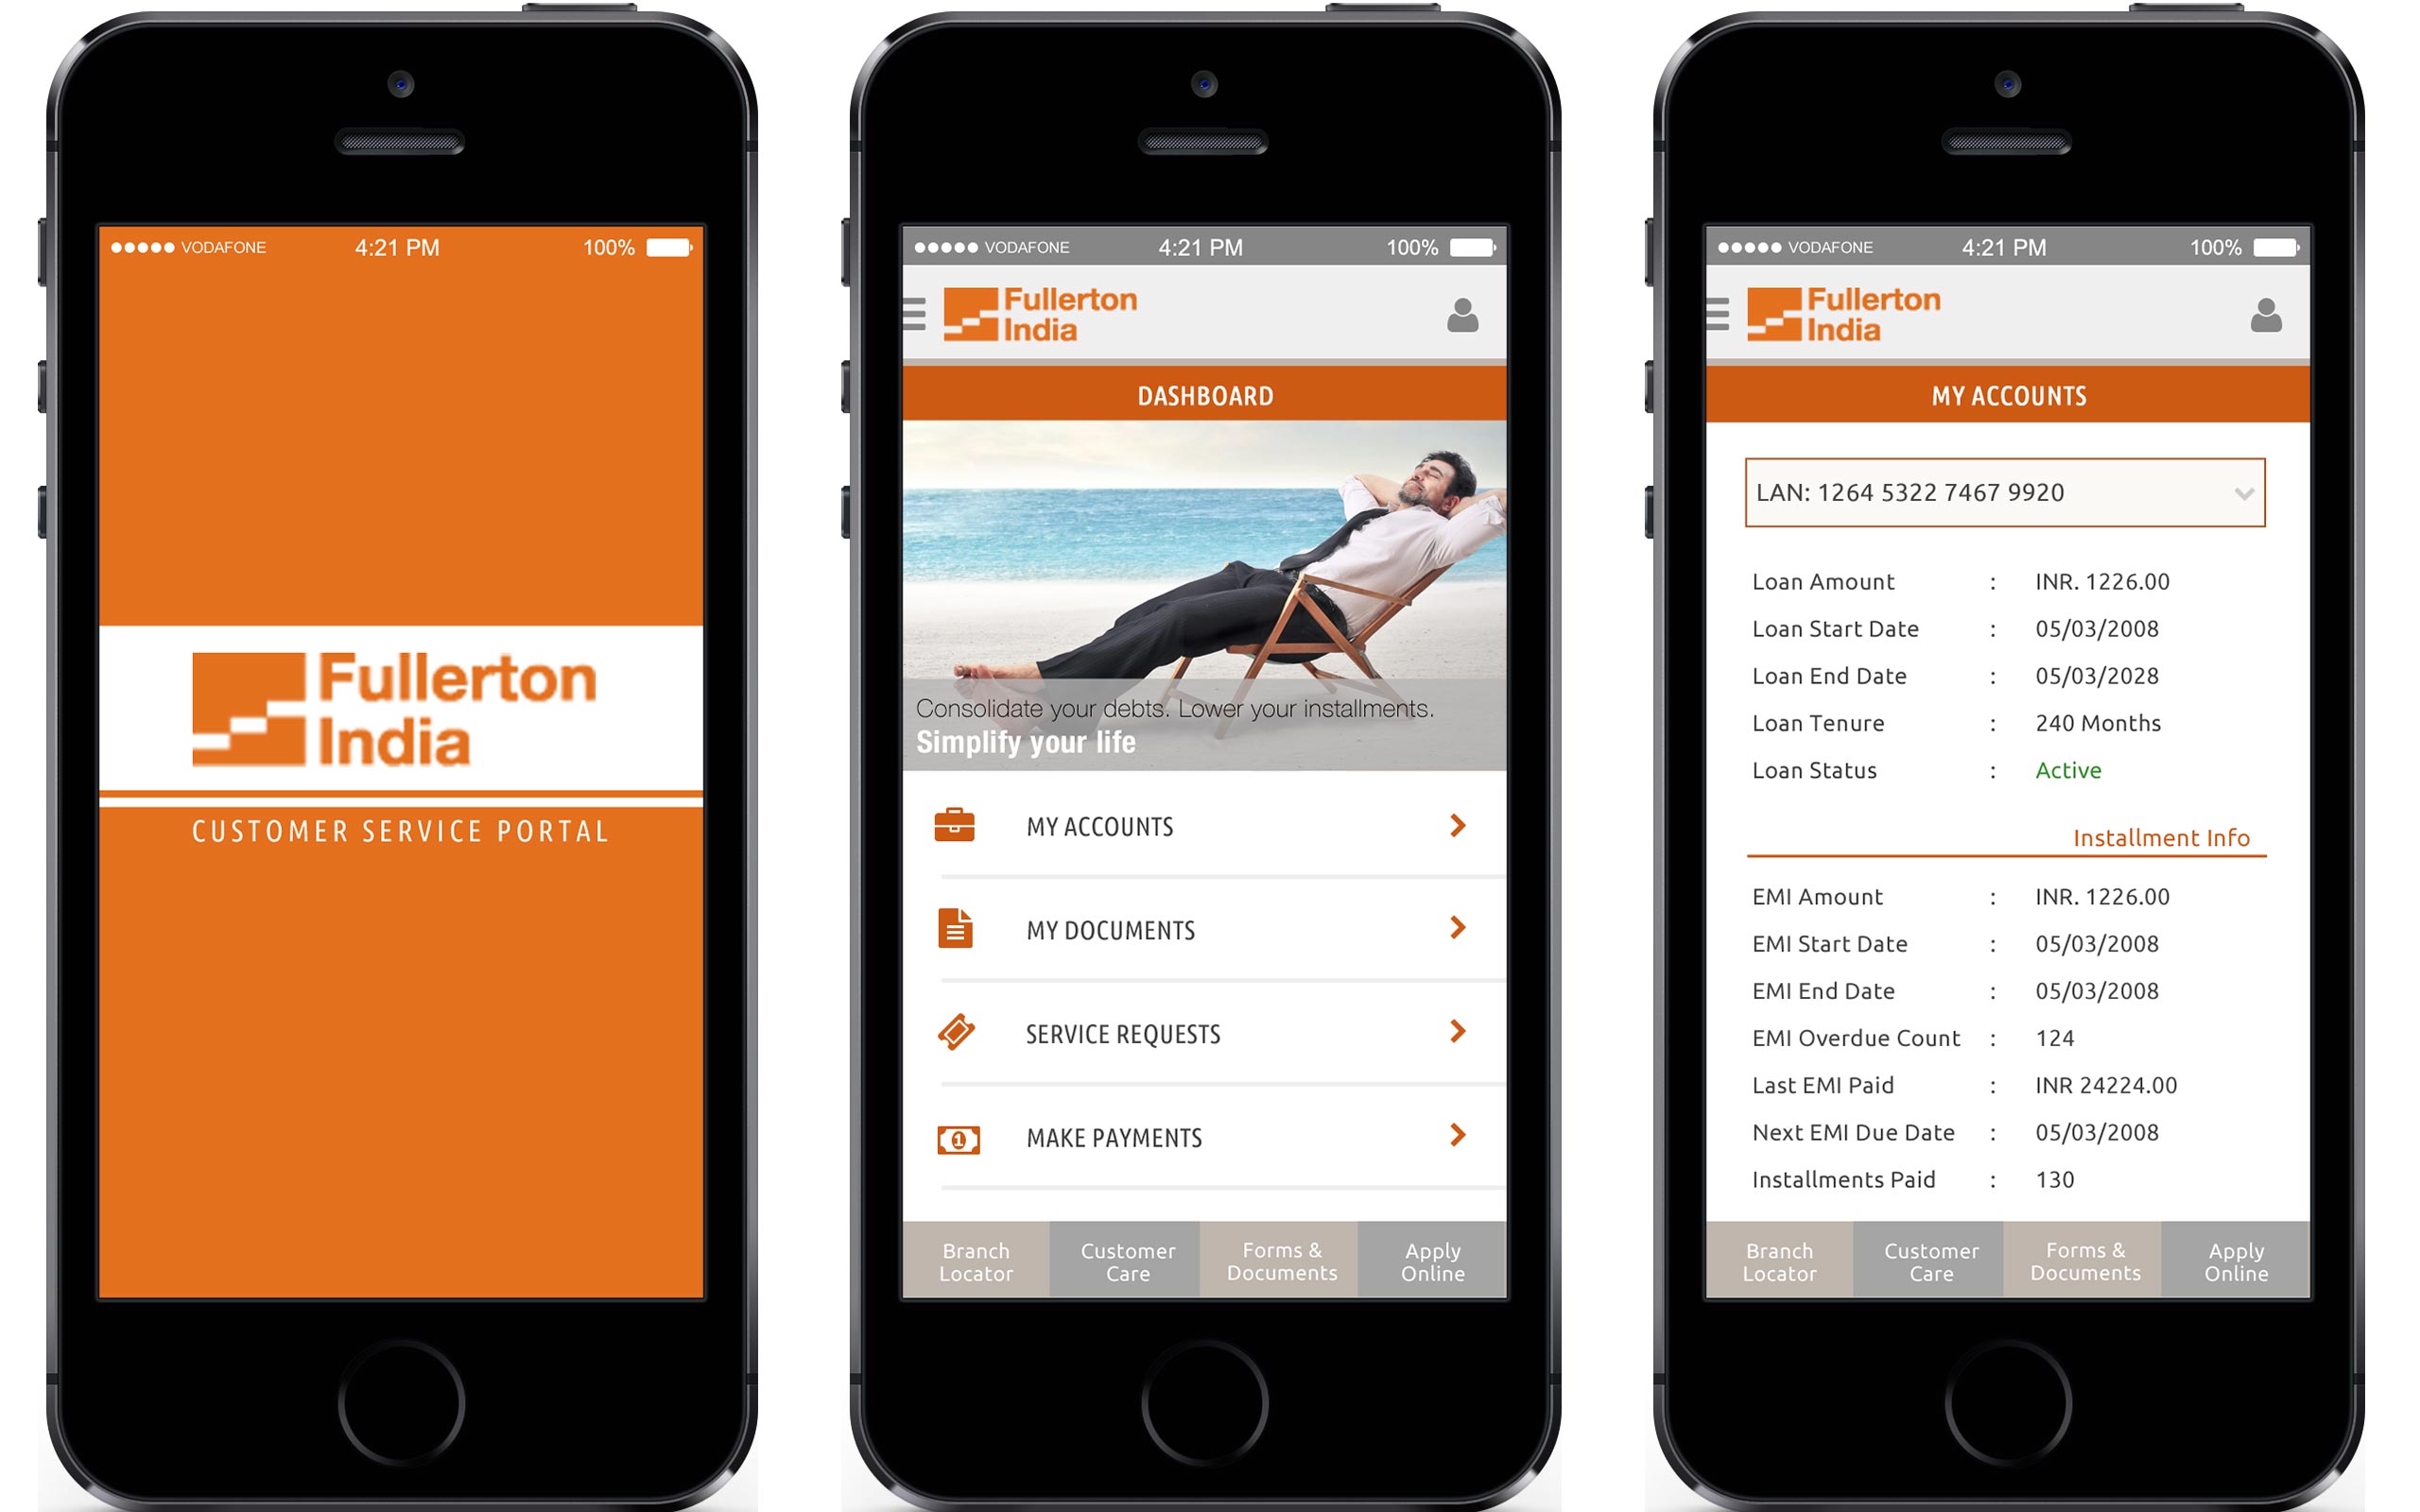 VODAFONE 4:21 PM 100%
Fullerton
India
CUSTOMER SERVICE PORTAL
VODAFONE 4:21 PM 100%
Fullerton
India
DASHBOARD
Consolidate your debts. Lower your installments.
Simplify your life
MY ACCOUNTS
MY DOCUMENTS
SERVICE REQUESTS
1
MAKE PAYMENTS
Branch
Locator
Customer
Care
Forms &
Documents
Apply
Online
VODAFONE 4:21 PM 100%
Fullerton
India
MY ACCOUNTS
LAN: 1264 5322 7467 9920
Loan Amount : INR. 1226.00
Loan Start Date : 05/03/2008
Loan End Date : 05/03/2028
Loan Tenure : 240 Months
Loan Status : Active
Installment Info
EMI Amount : INR. 1226.00
EMI Start Date : 05/03/2008
EMI End Date : 05/03/2008
EMI Overdue Count : 124
Last EMI Paid : INR 24224.00
Next EMI Due Date : 05/03/2008
Installments Paid : 130
Branch
Locator
Customer
Care
Forms &
Documents
Apply
Online